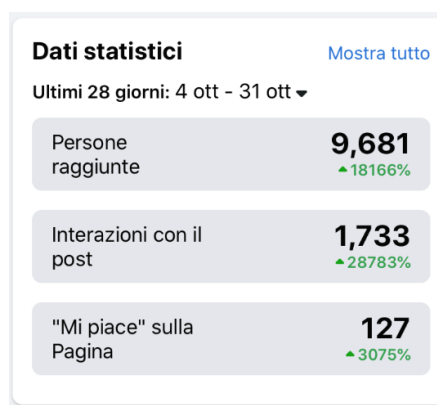 Dati statistici Mostra tutto
Ultimi 28 giorni: 4 ott - 31 ott
Persone raggiunte 9,681
18166%
Interazioni con il post 1,733
28783%
"Mi piace" sulla Pagina 127
3075%